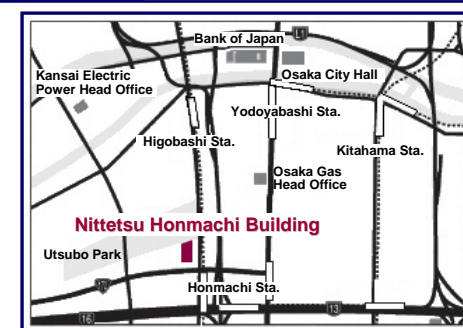 Bank of Japan
Kansai Electric
Power Head Office
Osaka City Hall
Yodoyabashi Sta.
Higobashi Sta.
Kitahama Sta.
Osaka Gas
Head Office
Nittetsu Honmachi Building
Utsubo Park
Honmachi Sta.
16
13